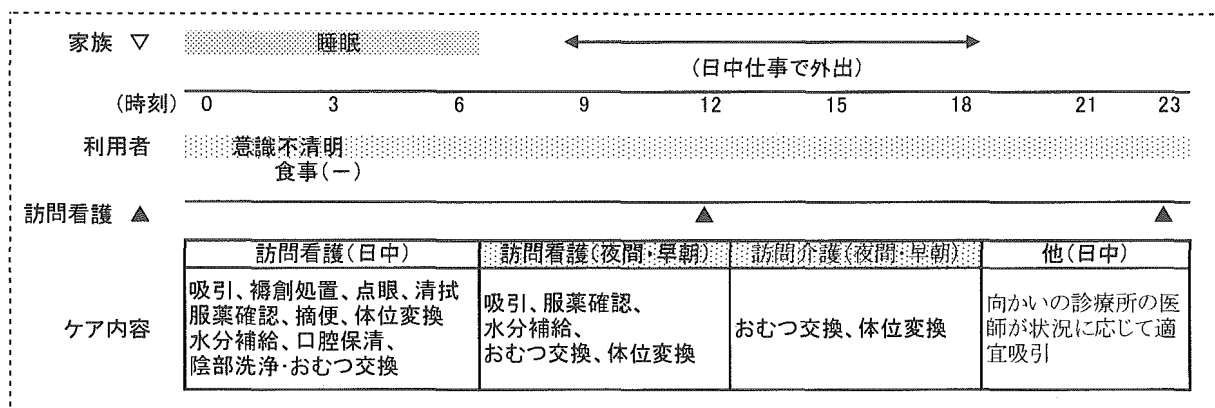 家族 ▽ 睡眠
(日中仕事で外出)
(時刻) 0 3 6 9 12 15 18 21 23
利用者 意識不清明
食事(ー)
訪問看護 ▲
ケア内容
訪問看護(日中)
吸引、褥創処置、点眼、清拭
服薬確認、摘便、体位変換
水分補給、口腔保清、
陰部洗浄・おむつ交換
訪問看護(夜間・早朝)
吸引、服薬確認、
水分補給、
おむつ交換、体位変換
訪問介護(夜間・早朝)
おむつ交換、体位変換
他(日中)
向かいの診療所の医
師が状況に応じて適
宜吸引